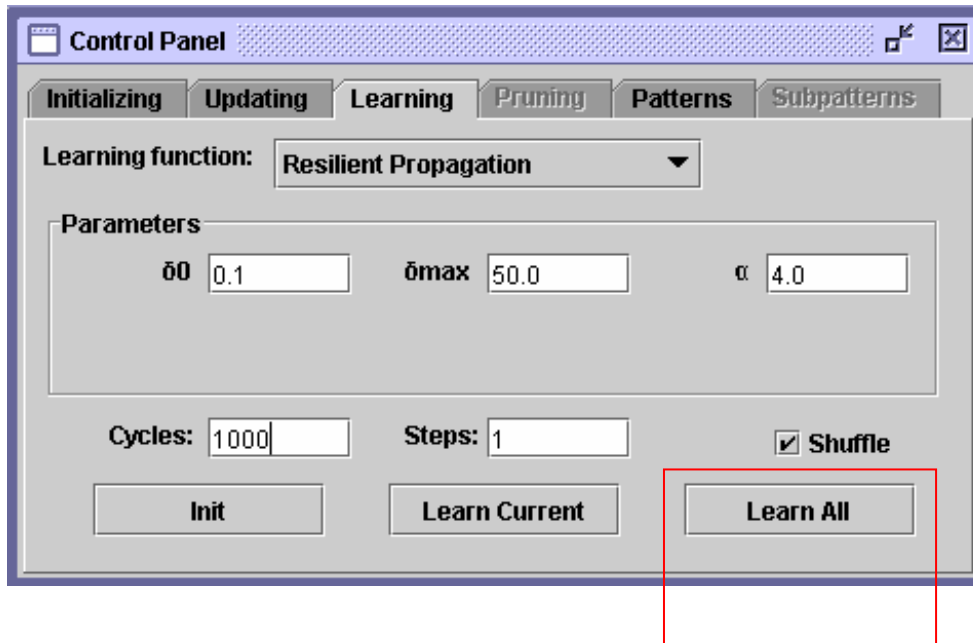 Control Panel
Initializing Updating Learning Pruning Patterns Subpatterns
Learning function: Resilient Propagation
Parameters
δ0 0.1 δmax 50.0 α 4.0
Cycles: 1000 Steps: 1 Shuffle
Init Learn Current Learn All